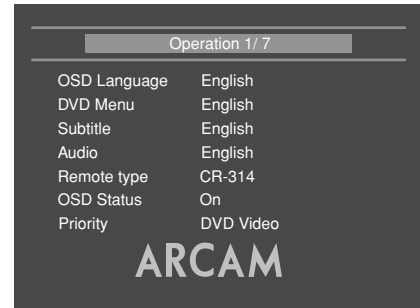 Operation 1/ 7
OSD Language English
DVD Menu English
Subtitle English
Audio English
Remote type CR-314
OSD Status On
Priority DVD Video
ARCAM